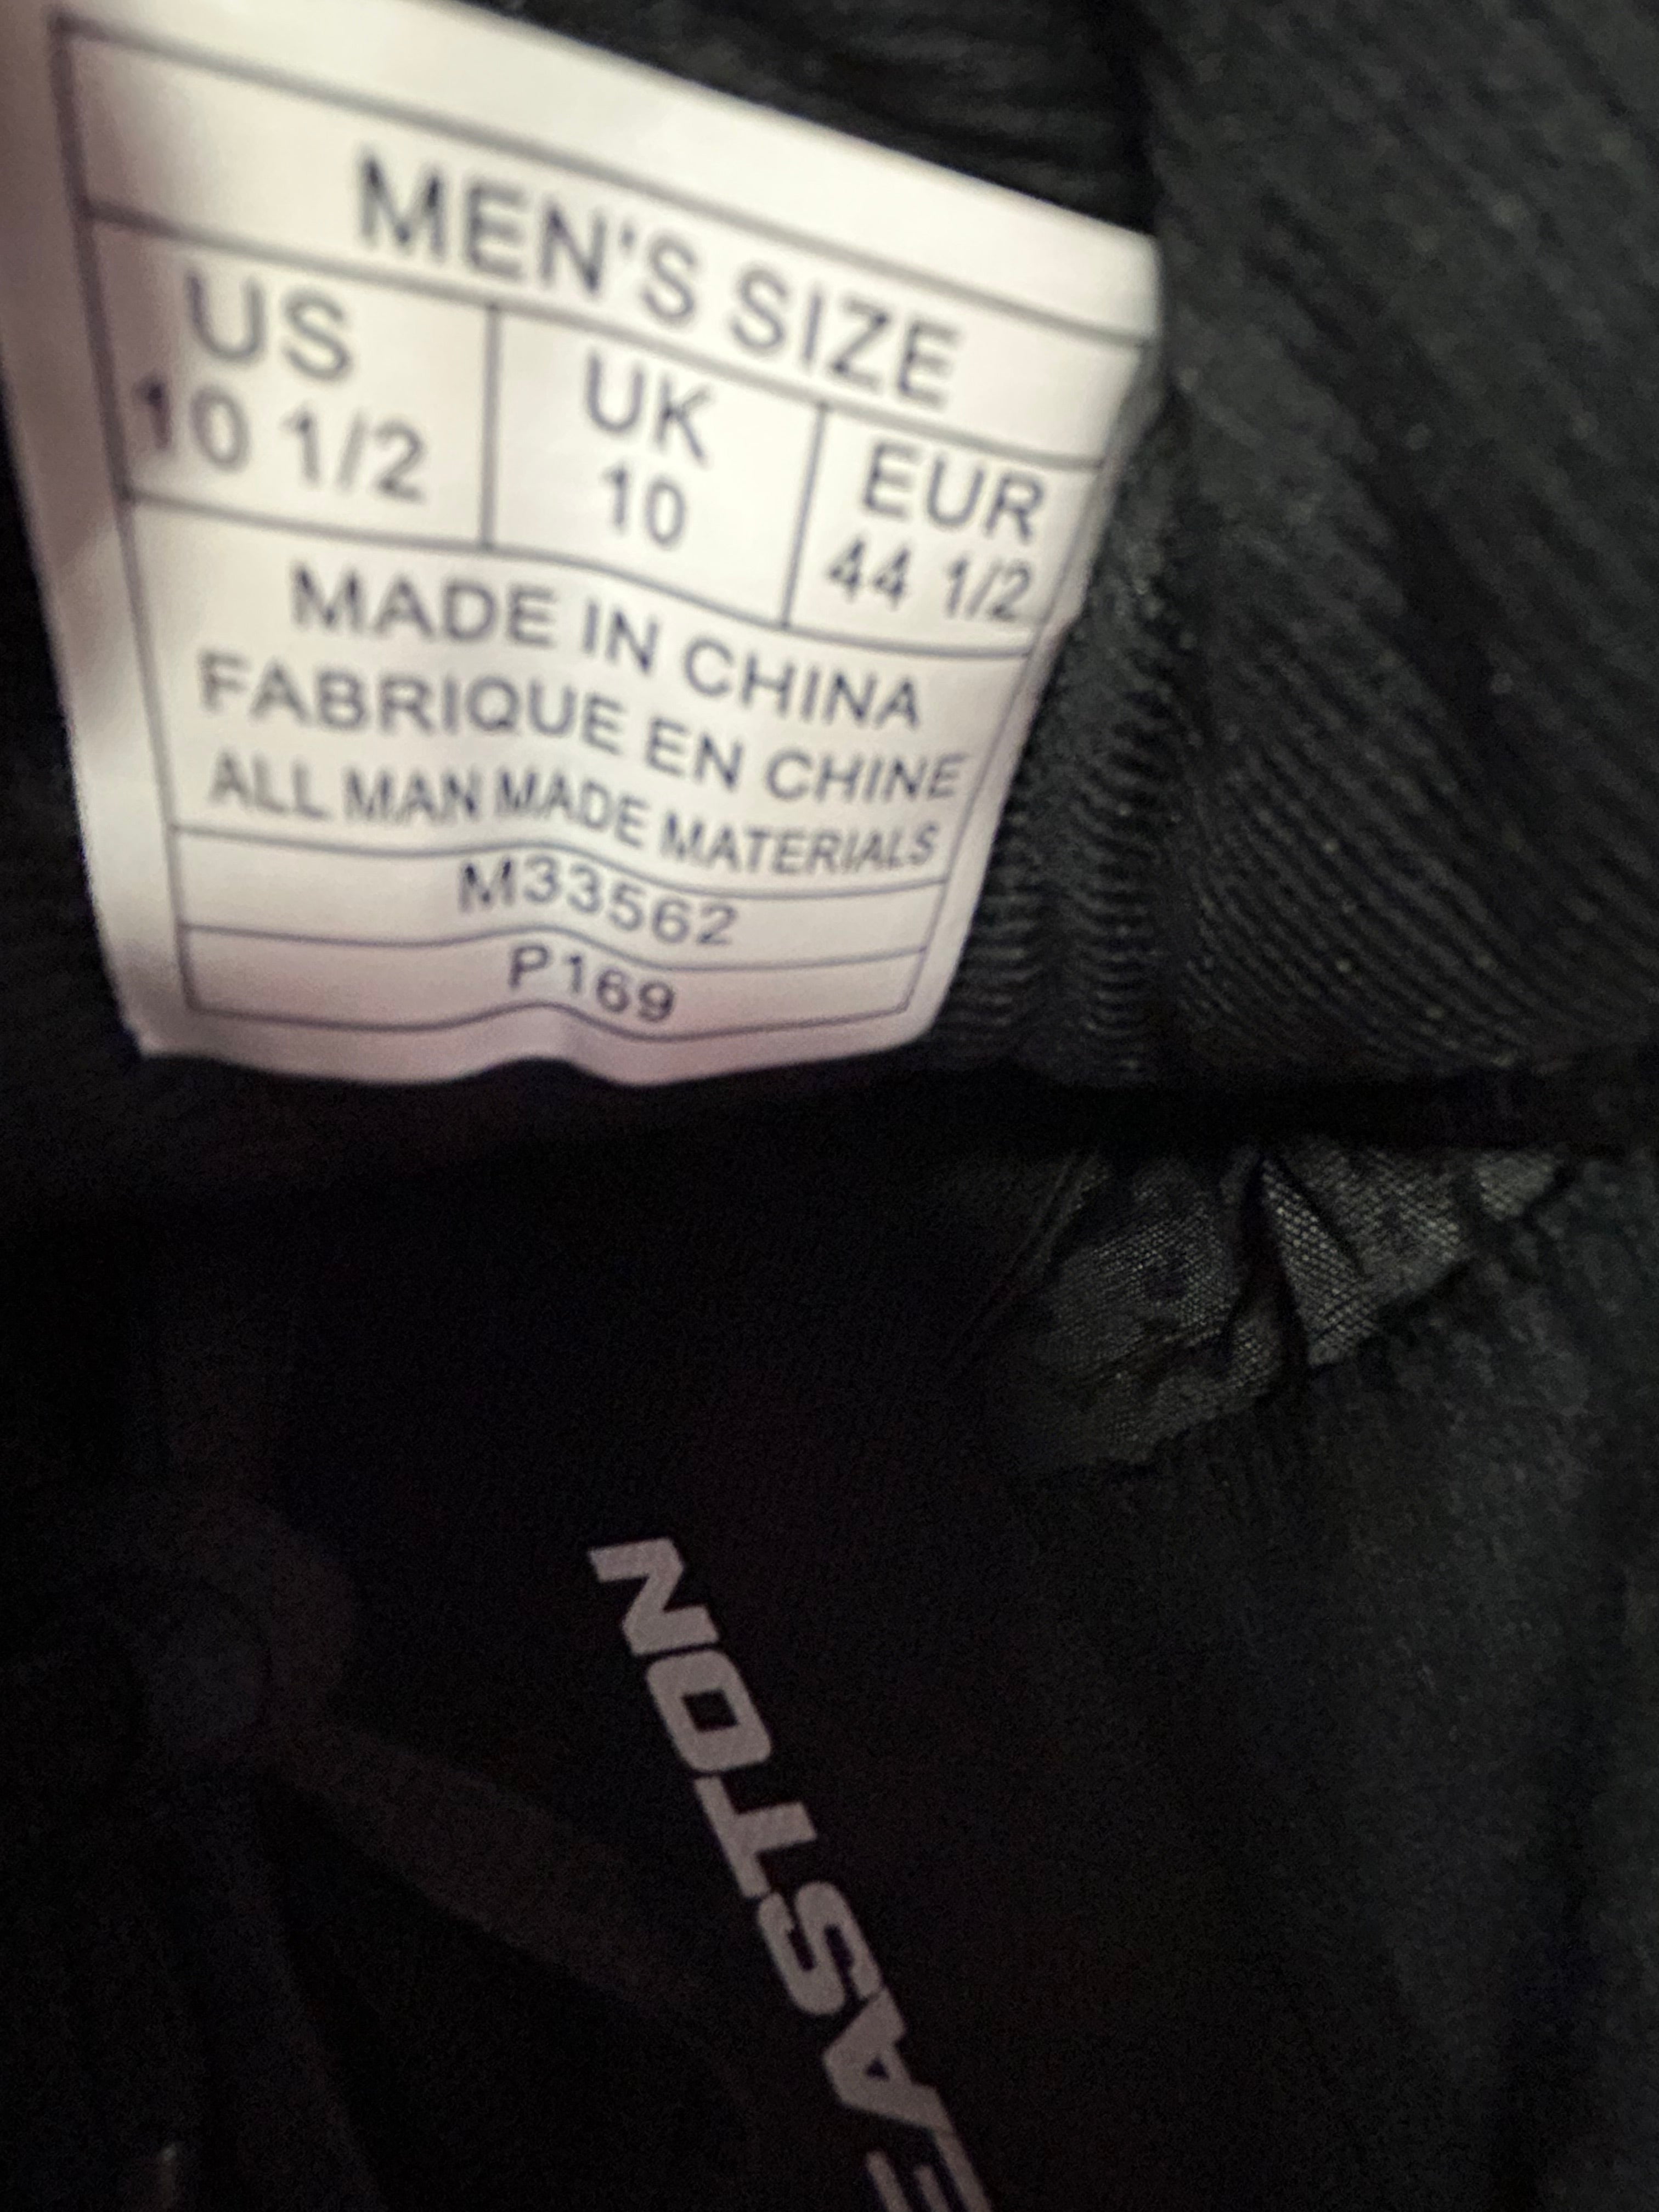 MEN'S SIZE
US UK EUR
10 1/2 10 44 1/2
MADE IN CHINA
FABRIQUE EN CHINE
ALL MAN MADE MATERIALS
M33562
P169
EASTON